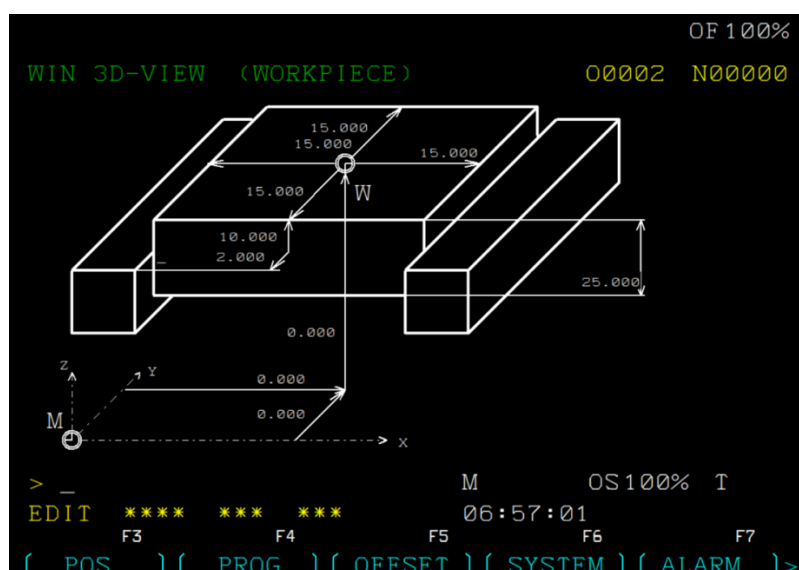 OF100%
WIN 3D-VIEW (WORKPIECE) O0002 N00000
15.000
15.000
15.000
15.000
W
10.000
2.000
25.000
0.000
Z
Y
0.000
M
0.000
X
> _
M OS100% T
EDIT **** *** *** 06:57:01
F3 F4 F5 F6 F7
[ POS ] [ PROG ] [ OFFSET ] [ SYSTEM ] [ ALARM ]>